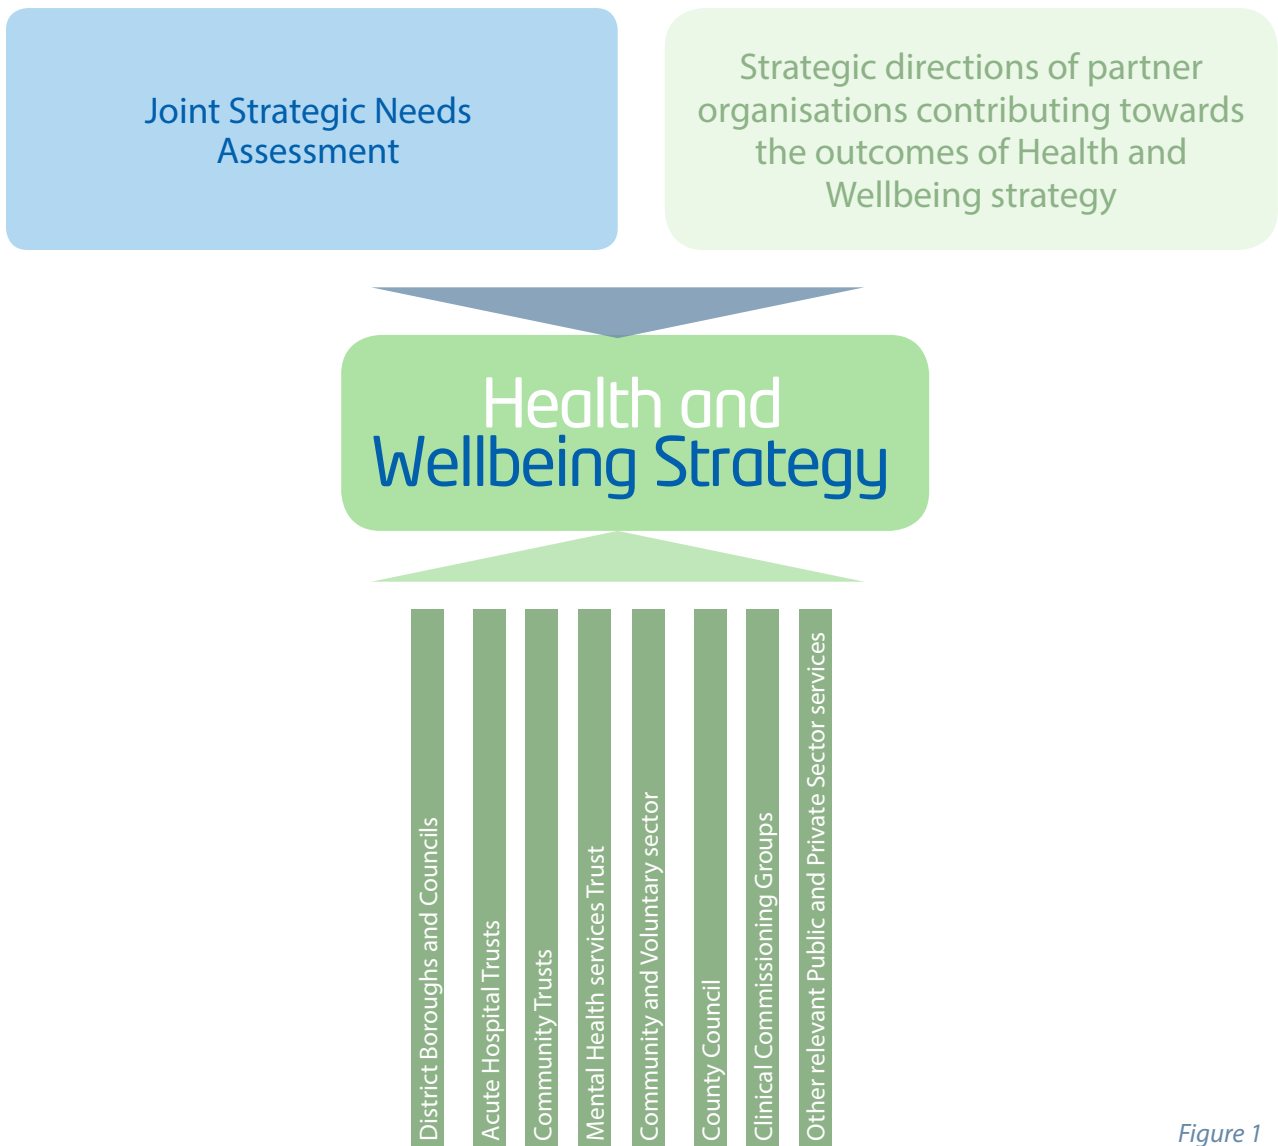 Joint Strategic Needs
Assessment
Strategic directions of partner
organisations contributing towards
the outcomes of Health and
Wellbeing strategy
Health and
Wellbeing Strategy
District Boroughs and Councils
Acute Hospital Trusts
Community Trusts
Mental Health services Trust
Community and Voluntary sector
County Council
Clinical Commissioning Groups
Other relevant Public and Private Sector services
Figure 1